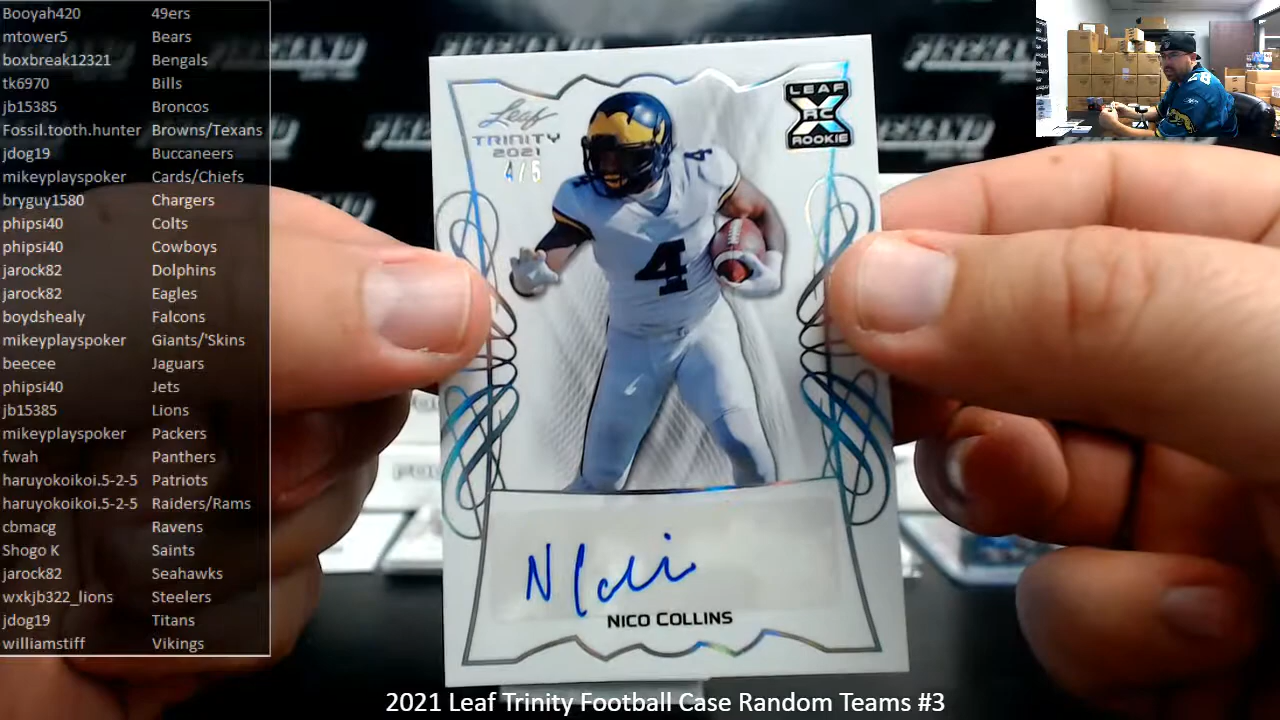 Booyah420 49ers
mtower5 Bears
boxbreak12321 Bengals
tk6970 Bills
jb15385 Broncos
Fossil.tooth.hunter Browns/Texans
jdog19 Buccaneers
mikeyplayspoker Cards/Chiefs
bryguy1580 Chargers
phipsi40 Colts
phipsi40 Cowboys
jarock82 Dolphins
jarock82 Eagles
boydshealy Falcons
mikeyplayspoker Giants/'Skins
beecee Jaguars
phipsi40 Jets
jb15385 Lions
mikeyplayspoker Packers
fwah Panthers
haruyokoikoi.5-2-5 Patriots
haruyokoikoi.5-2-5 Raiders/Rams
cbmacg Ravens
Shogo K Saints
jarock82 Seahawks
wxkjb322_lions Steelers
jdog19 Titans
williamstiff Vikings
Leaf
TRINITY
2021
4/5
LEAF
RC
ROOKIE
4
4
NICO COLLINS
2021 Leaf Trinity Football Case Random Teams #3